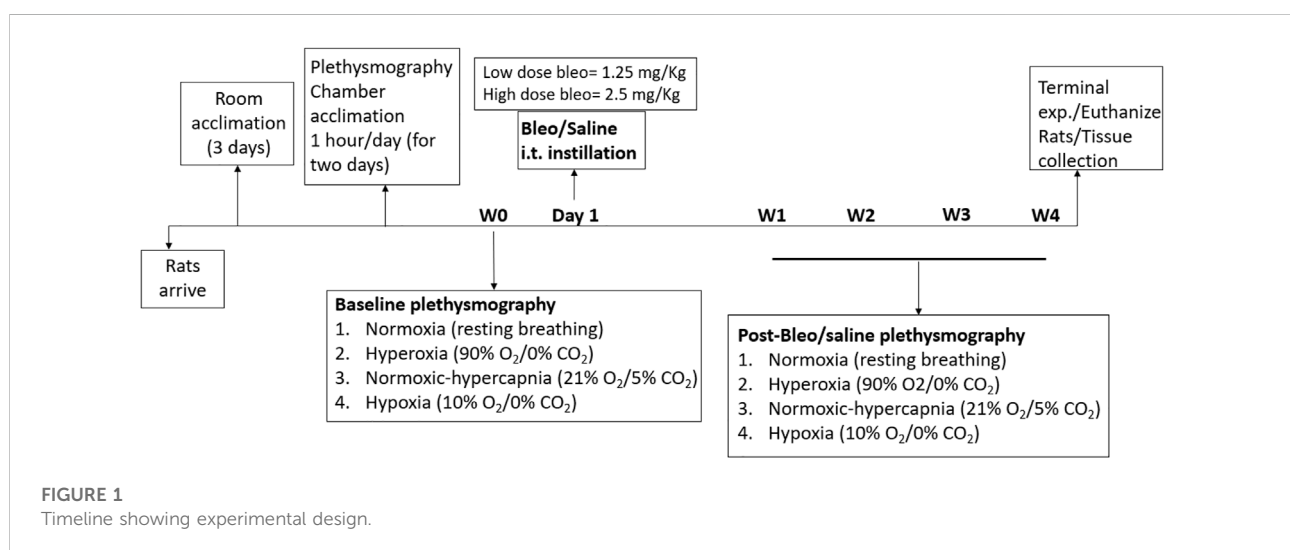 Room
acclimation
(3 days)
Plethysmography
Chamber
acclimation
1 hour/day (for
two days)
Low dose bleo= 1.25 mg/Kg
High dose bleo= 2.5 mg/Kg
Bleo/Saline
i.t. instillation
Terminal
exp./Euthanize
Rats/Tissue
collection
W0 Day 1 W1 W2 W3 W4
Rats
arrive
Baseline plethysmography
1. Normoxia (resting breathing)
2. Hyperoxia (90% O₂/0% CO₂)
3. Normoxic-hypercapnia (21% O₂/5% CO₂)
4. Hypoxia (10% O₂/0% CO₂)
Post-Bleo/saline plethysmography
1. Normoxia (resting breathing)
2. Hyperoxia (90% O2/0% CO₂)
3. Normoxic-hypercapnia (21% O₂/5% CO₂)
4. Hypoxia (10% O₂/0% CO₂)
FIGURE 1
Timeline showing experimental design.